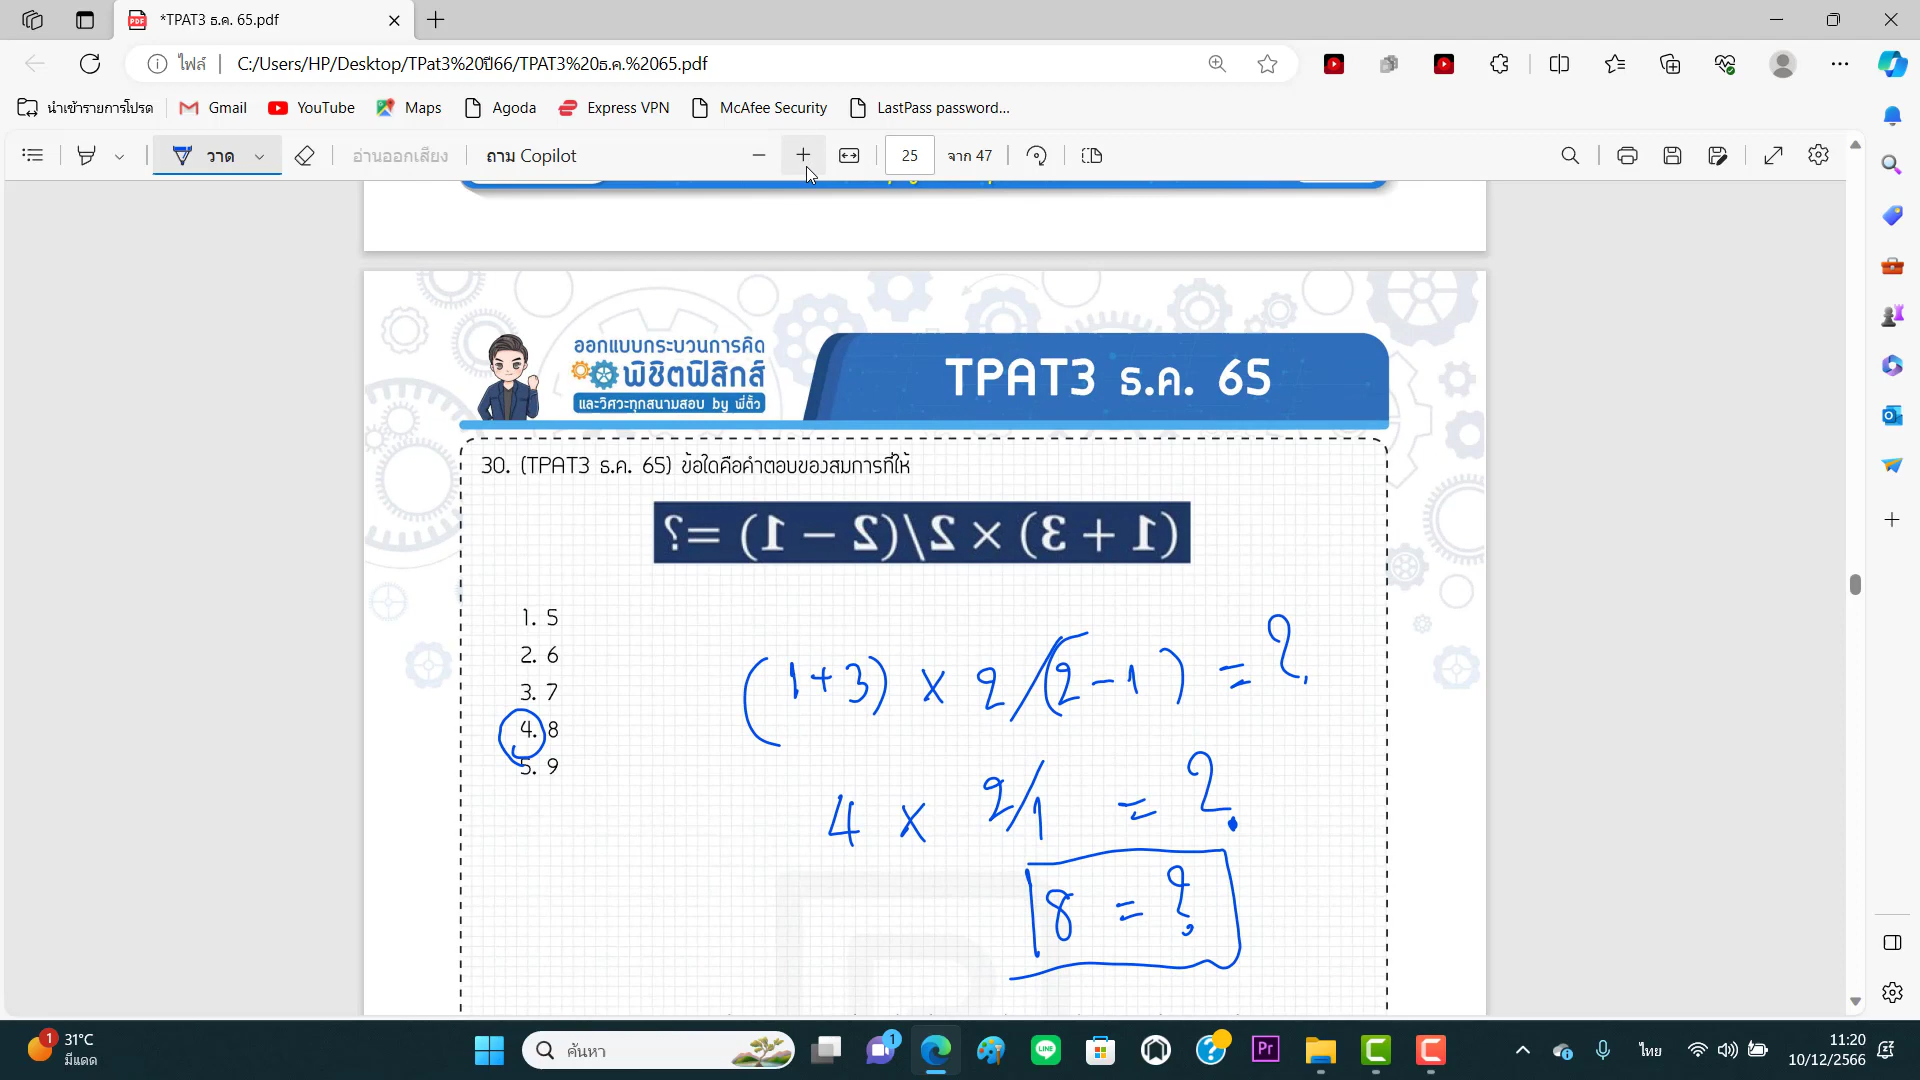 *TPAT3 ธ.ค. 65.pdf
ไฟล์ C:/Users/HP/Desktop/TPat3%20ปี66/TPAT3%20ธ.ค.%2065.pdf
นำเข้ารายการโปรด Gmail YouTube Maps Agoda Express VPN McAfee Security LastPass password...
วาด อ่านออกเสียง ถาม Copilot 25 จาก 47
ออกแบบกระบวนการคิด
พิชิตฟิสิกส์
และวิศวะทุกสนามสอบ by พี่ตั้ว
TPAT3 ธ.ค. 65
30. (TPAT3 ธ.ค. 65) ข้อใดคือคำตอบของสมการที่ให้
(1 + 3) × 2/(2 − 1) =?
1. 5
2. 6
3. 7
4. 8
5. 9
(1+3) × 2/(2-1) = ?
4 × 2/1 = ?
8 = ?
1 31°C
มีแดด
ค้นหา
1
Pr
ไทย
11:20
10/12/2566